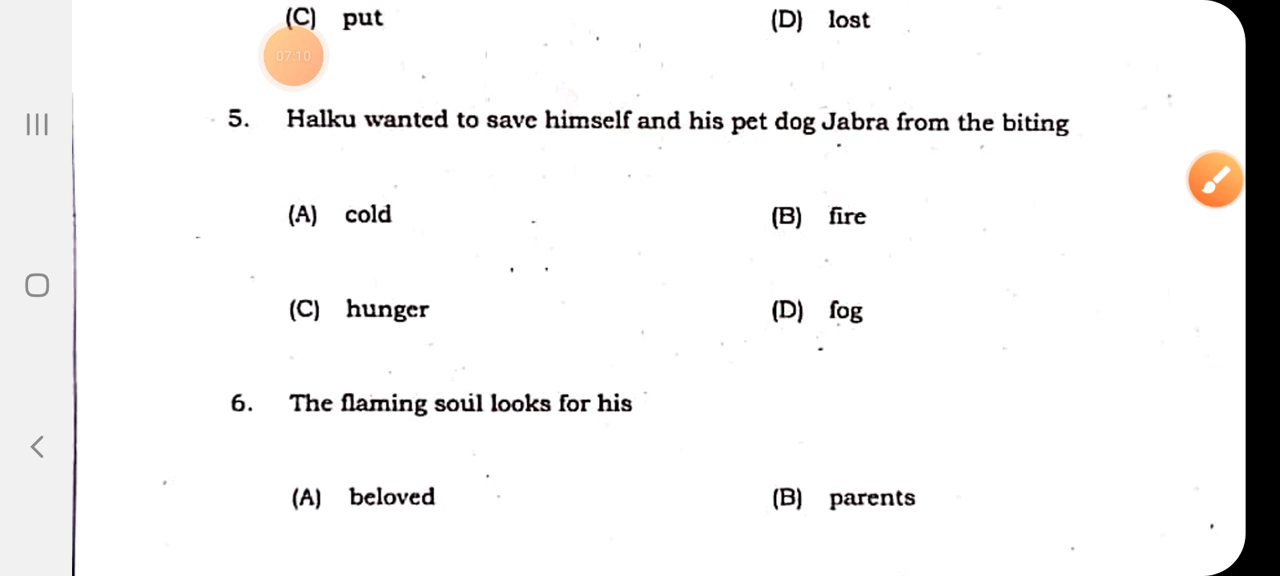 (C) put (D) lost
07:10
5. Halku wanted to save himself and his pet dog Jabra from the biting
(A) cold (B) fire
(C) hunger (D) fog
6. The flaming soul looks for his
(A) beloved (B) parents